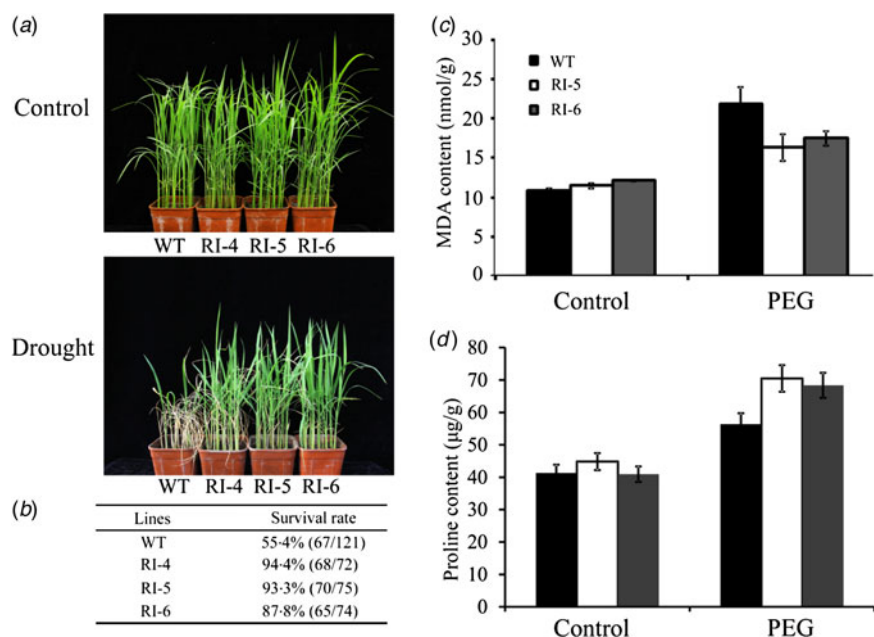 (a)
Control
WT RI-4 RI-5 RI-6
Drought
WT RI-4 RI-5 RI-6
(b)
Lines Survival rate
WT 55·4% (67/121)
RI-4 94·4% (68/72)
RI-5 93·3% (70/75)
RI-6 87·8% (65/74)
(c)
MDA content (nmol/g)
30
25
20
15
10
5
0
WT
RI-5
RI-6
Control PEG
(d)
Proline content (µg/g)
80
70
60
50
40
30
20
10
0
Control PEG